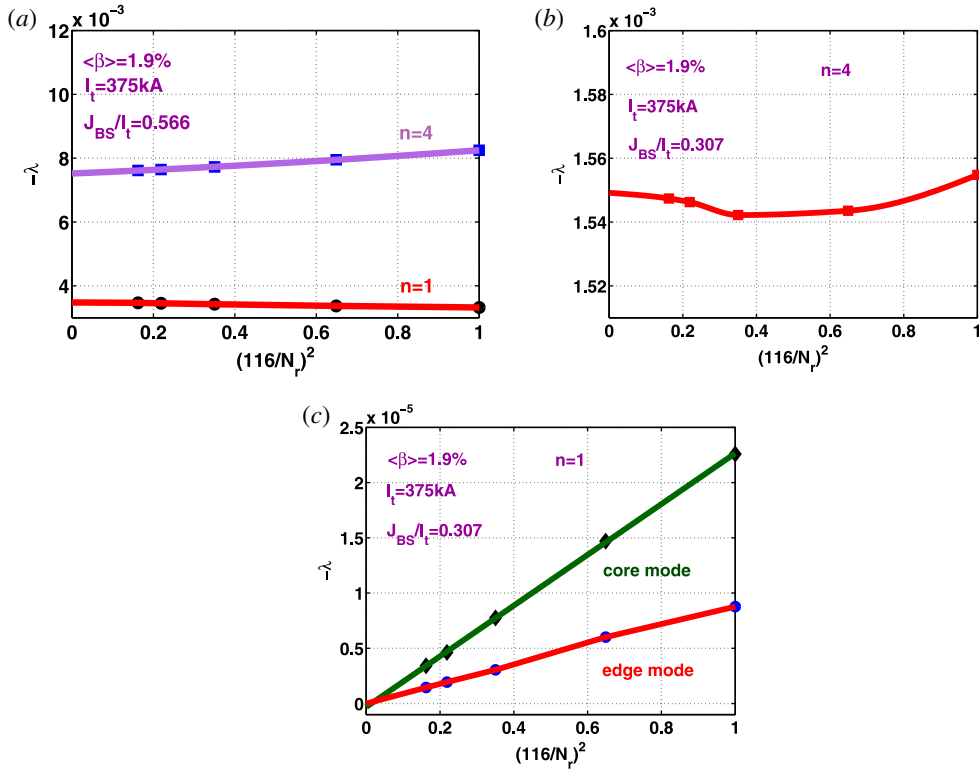 (a)
x 10⁻³
12
10
8
6
4
-λ
<β>=1.9%
I_t=375kA
J_BS/I_t=0.566
n=4
n=1
0 0.2 0.4 0.6 0.8 1
(116/N_r)²
(b)
x 10⁻³
1.6
1.58
1.56
1.54
1.52
-λ
<β>=1.9%
n=4
I_t=375kA
J_BS/I_t=0.307
0 0.2 0.4 0.6 0.8 1
(116/N_r)²
(c)
x 10⁻⁵
2.5
2
1.5
1
0.5
0
-λ
<β>=1.9%
n=1
I_t=375kA
J_BS/I_t=0.307
core mode
edge mode
0 0.2 0.4 0.6 0.8 1
(116/N_r)²